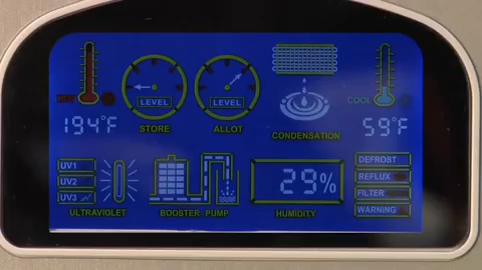 HOT
COOL
LEVEL
LEVEL
194°F
STORE
ALLOT
CONDENSATION
59°F
UV1
UV2
UV3
ULTRAVIOLET
BOOSTER PUMP
29%
HUMIDITY
DEFROST
REFLUX
FILTER
WARNING